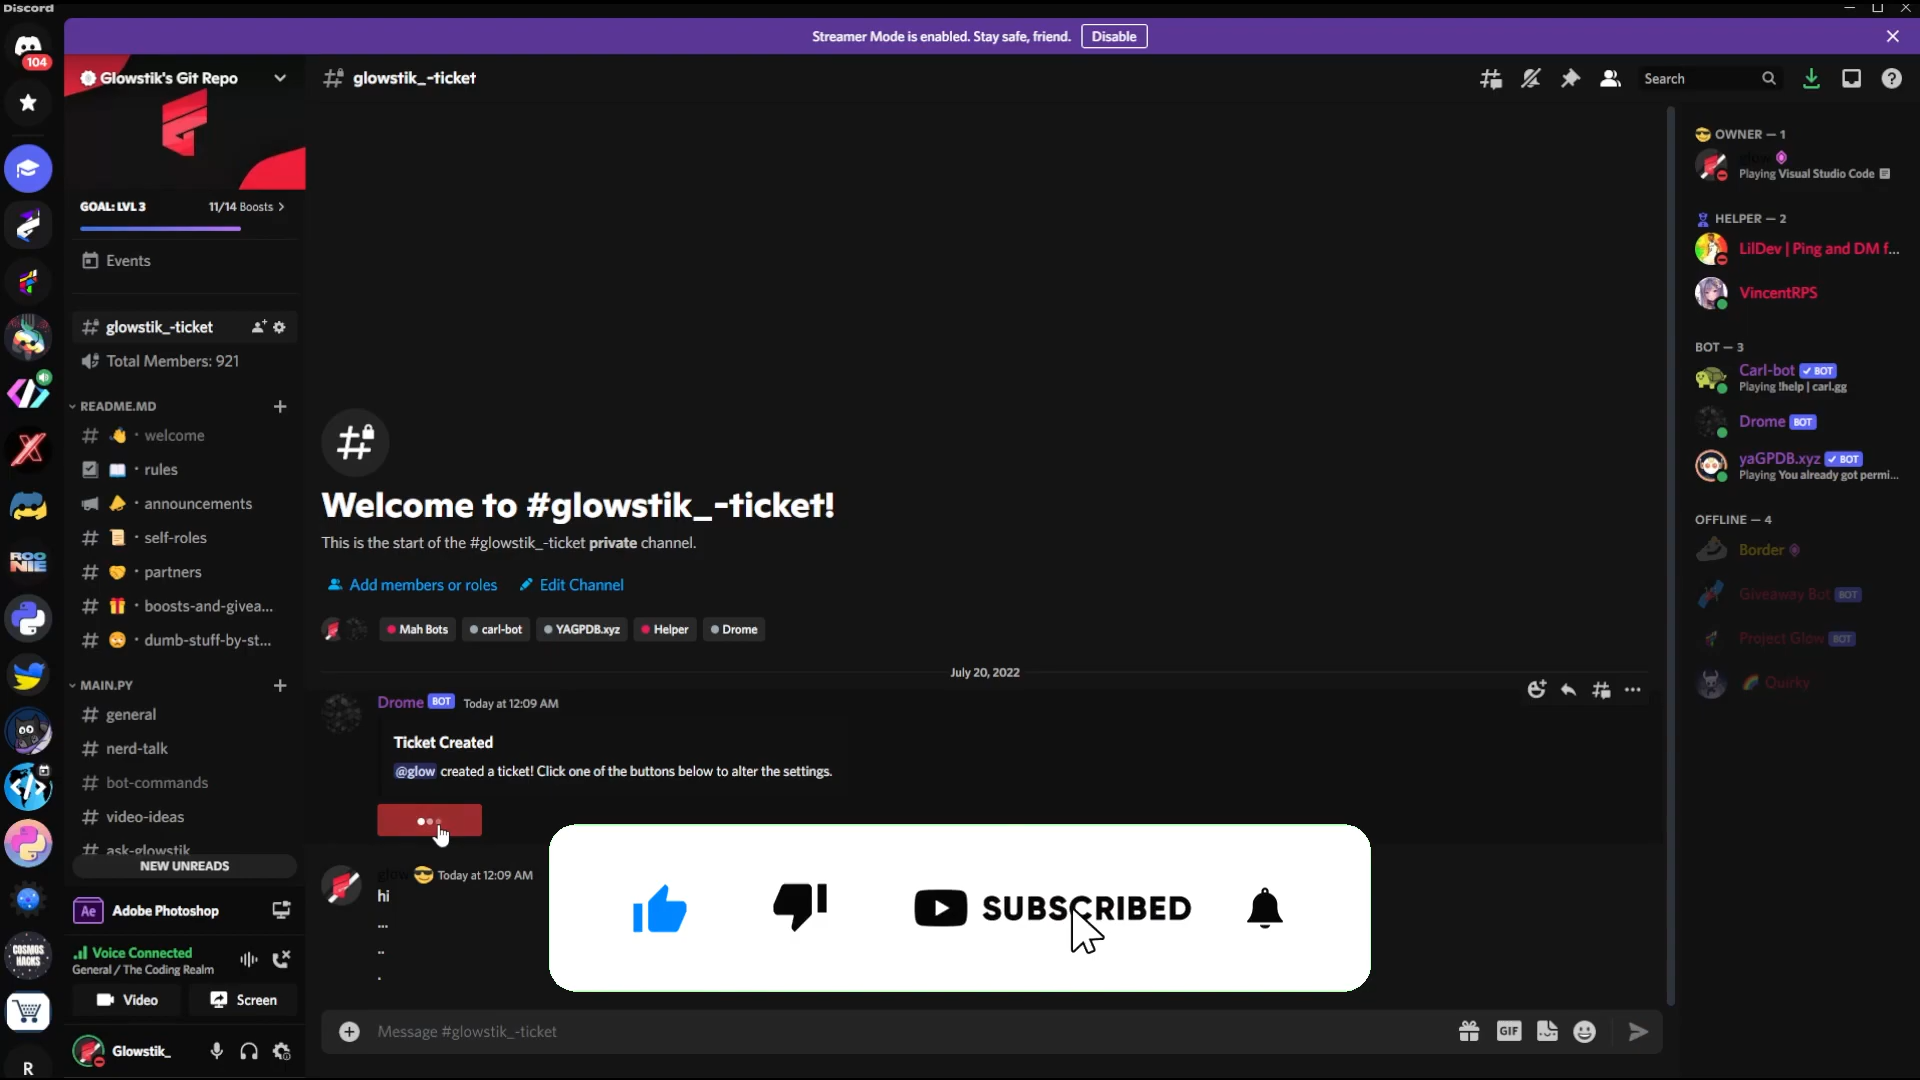 Discord
Streamer Mode is enabled. Stay safe, friend. Disable
104
Glowstik's Git Repo
glowstik_-ticket
Search
GOAL: LVL 3 11/14 Boosts
Events
glowstik_-ticket
Total Members: 921
README.MD
welcome
rules
announcements
self-roles
partners
boosts-and-givea...
dumb-stuff-by-st...
MAIN.PY
general
nerd-talk
bot-commands
video-ideas
ask-glowstik
NEW UNREADS
Ae Adobe Photoshop
Voice Connected
General / The Coding Realm
Video Screen
Glowstik_
ROO
NIE
COSMOS
HACKS
R
Welcome to #glowstik_-ticket!
This is the start of the #glowstik_-ticket private channel.
Add members or roles Edit Channel
Mah Bots carl-bot YAGPDB.xyz Helper Drome
July 20, 2022
Drome BOT Today at 12:09 AM
Ticket Created
@glow created a ticket! Click one of the buttons below to alter the settings.
glow Today at 12:09 AM
hi
...
..
.
SUBSCRIBED
Message #glowstik_-ticket
GIF
OWNER — 1
glow
Playing Visual Studio Code
HELPER — 2
LilDev | Ping and DM f...
VincentRPS
BOT — 3
Carl-bot BOT
Playing !help | carl.gg
Drome BOT
yaGPDB.xyz BOT
Playing You already got permi...
OFFLINE — 4
Border
Giveaway Bot BOT
Project Glow BOT
Quirky